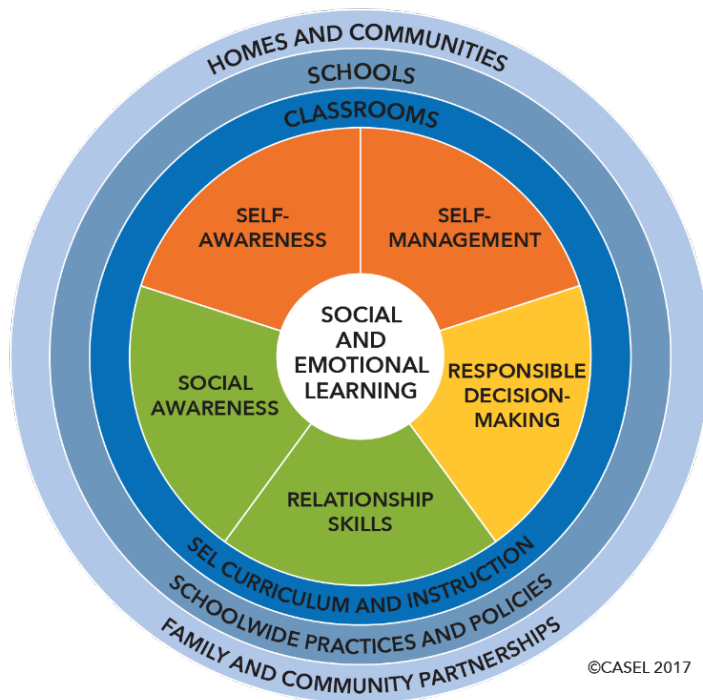 HOMES AND COMMUNITIES
SCHOOLS
CLASSROOMS
SELF-
AWARENESS
SELF-
MANAGEMENT
SOCIAL
AND
EMOTIONAL
LEARNING
SOCIAL
AWARENESS
RESPONSIBLE
DECISION-
MAKING
RELATIONSHIP
SKILLS
SEL CURRICULUM AND INSTRUCTION
SCHOOLWIDE PRACTICES AND POLICIES
FAMILY AND COMMUNITY PARTNERSHIPS
©CASEL 2017